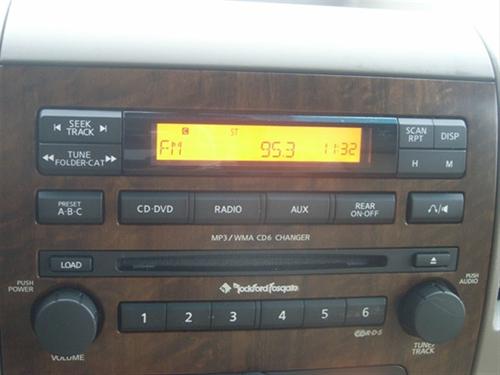 SEEK TRACK
C ST
FM 95.3 11:32
SCAN RPT DISP
TUNE FOLDER·CAT
H M
PRESET A·B·C
CD·DVD RADIO AUX REAR ON·OFF
MP3/WMA CD6 CHANGER
LOAD
PUSH POWER
Rockford Fosgate
PUSH AUDIO
1 2 3 4 5 6
R·D·S
VOLUME
TUNE TRACK